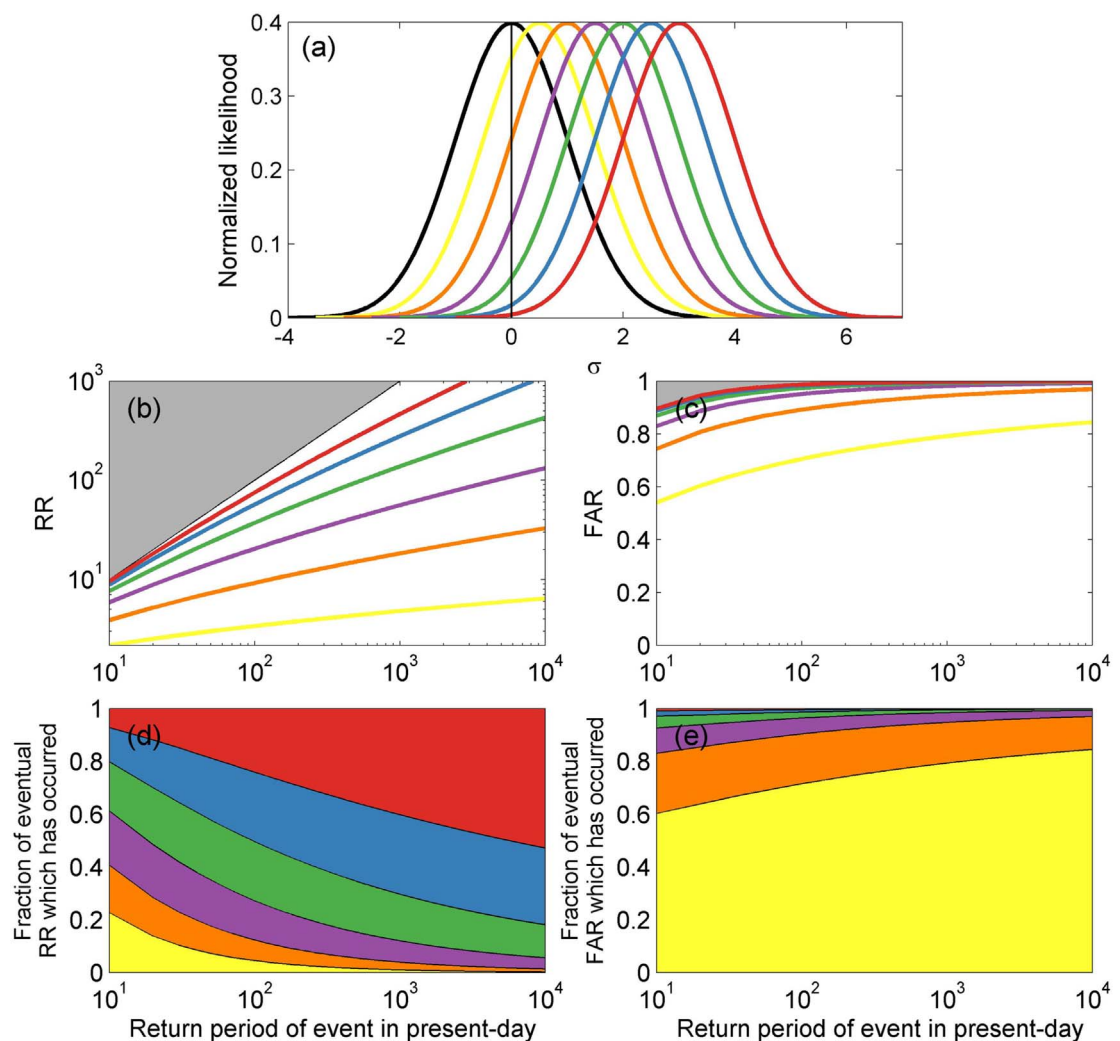 (a)
Normalized likelihood
0.4
0.3
0.2
0.1
0
-4 -2 0 2 4 6
σ
(b)
RR
10³
10²
10¹
10¹ 10² 10³ 10⁴
(c)
FAR
1
0.8
0.6
0.4
0.2
0
10¹ 10² 10³ 10⁴
(d)
Fraction of eventual
RR which has occurred
1
0.8
0.6
0.4
0.2
0
10¹ 10² 10³ 10⁴
Return period of event in present-day
(e)
Fraction of eventual
FAR which has occurred
1
0.8
0.6
0.4
0.2
0
10¹ 10² 10³ 10⁴
Return period of event in present-day